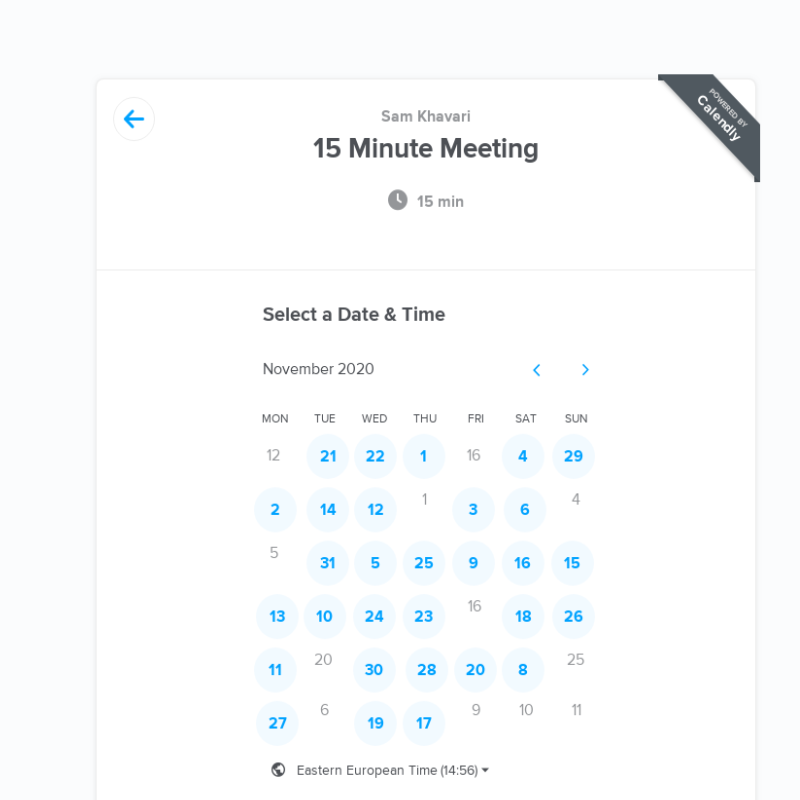 POWERED BY
Calendly
Sam Khavari
15 Minute Meeting
15 min
Select a Date & Time
November 2020
MON TUE WED THU FRI SAT SUN
12 21 22 1 16 4 29
2 14 12 1 3 6 4
5 31 5 25 9 16 15
13 10 24 23 16 18 26
11 20 30 28 20 8 25
27 6 19 17 9 10 11
Eastern European Time (14:56)